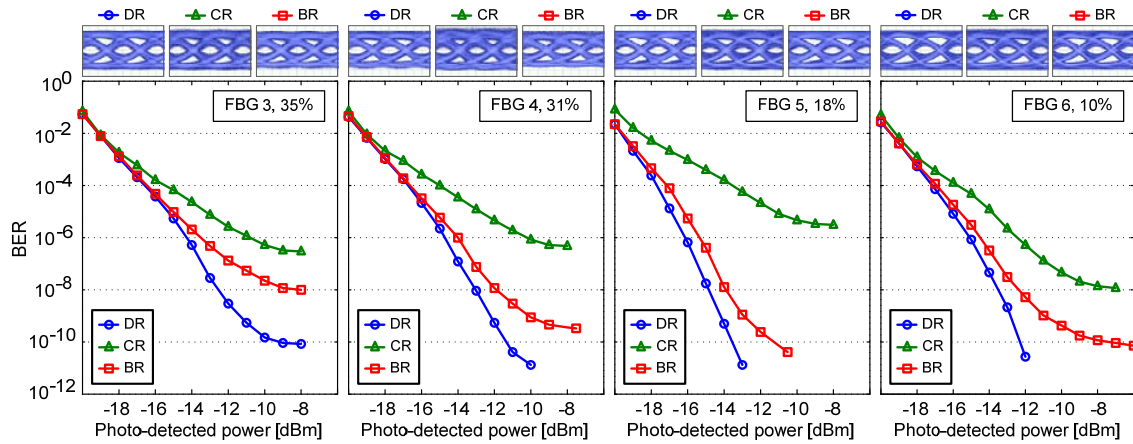 DR CR BR DR CR BR DR CR BR DR CR BR
10^0
10^-2
10^-4
10^-6
10^-8
10^-10
10^-12
BER
FBG 3, 35%
DR
CR
BR
-18 -16 -14 -12 -10 -8
Photo-detected power [dBm]
FBG 4, 31%
DR
CR
BR
-18 -16 -14 -12 -10 -8
Photo-detected power [dBm]
FBG 5, 18%
DR
CR
BR
-18 -16 -14 -12 -10 -8
Photo-detected power [dBm]
FBG 6, 10%
DR
CR
BR
-18 -16 -14 -12 -10 -8
Photo-detected power [dBm]